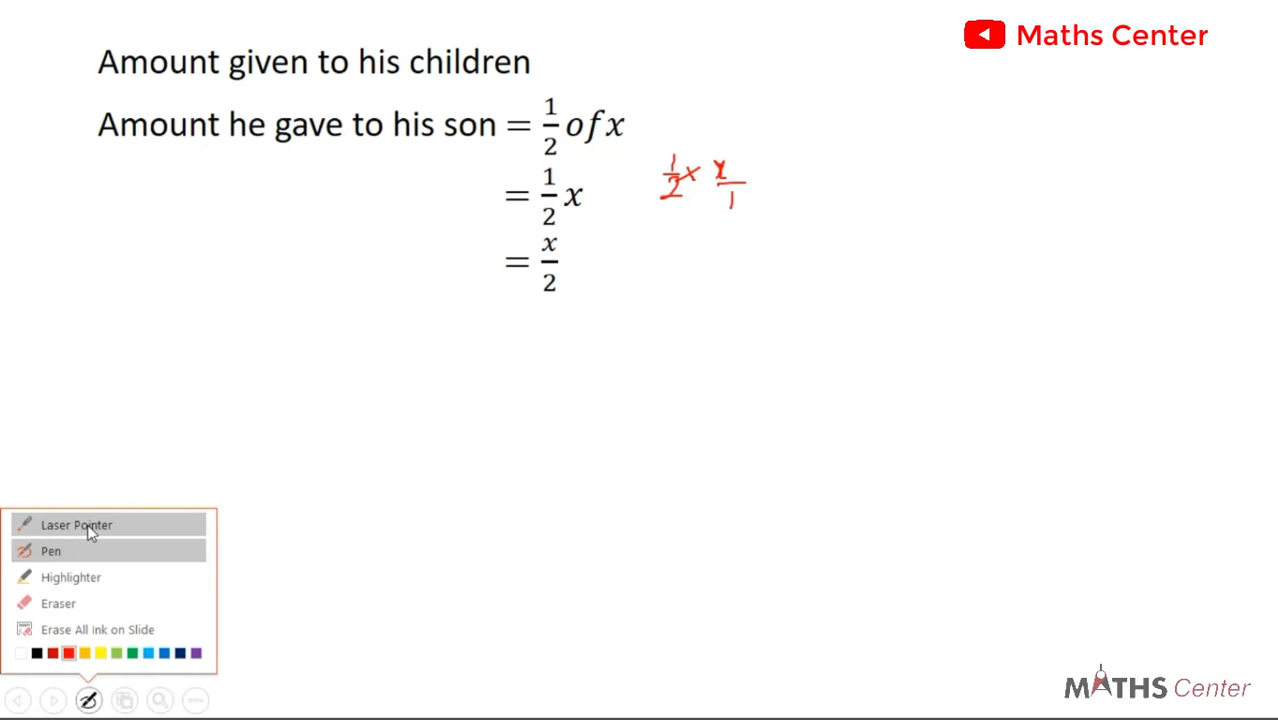 Maths Center
Amount given to his children
Amount he gave to his son = 1/2 of x
= 1/2 x
1/2 × x/1
= x/2
Laser Pointer
Pen
Highlighter
Eraser
Erase All Ink on Slide
MATHS Center